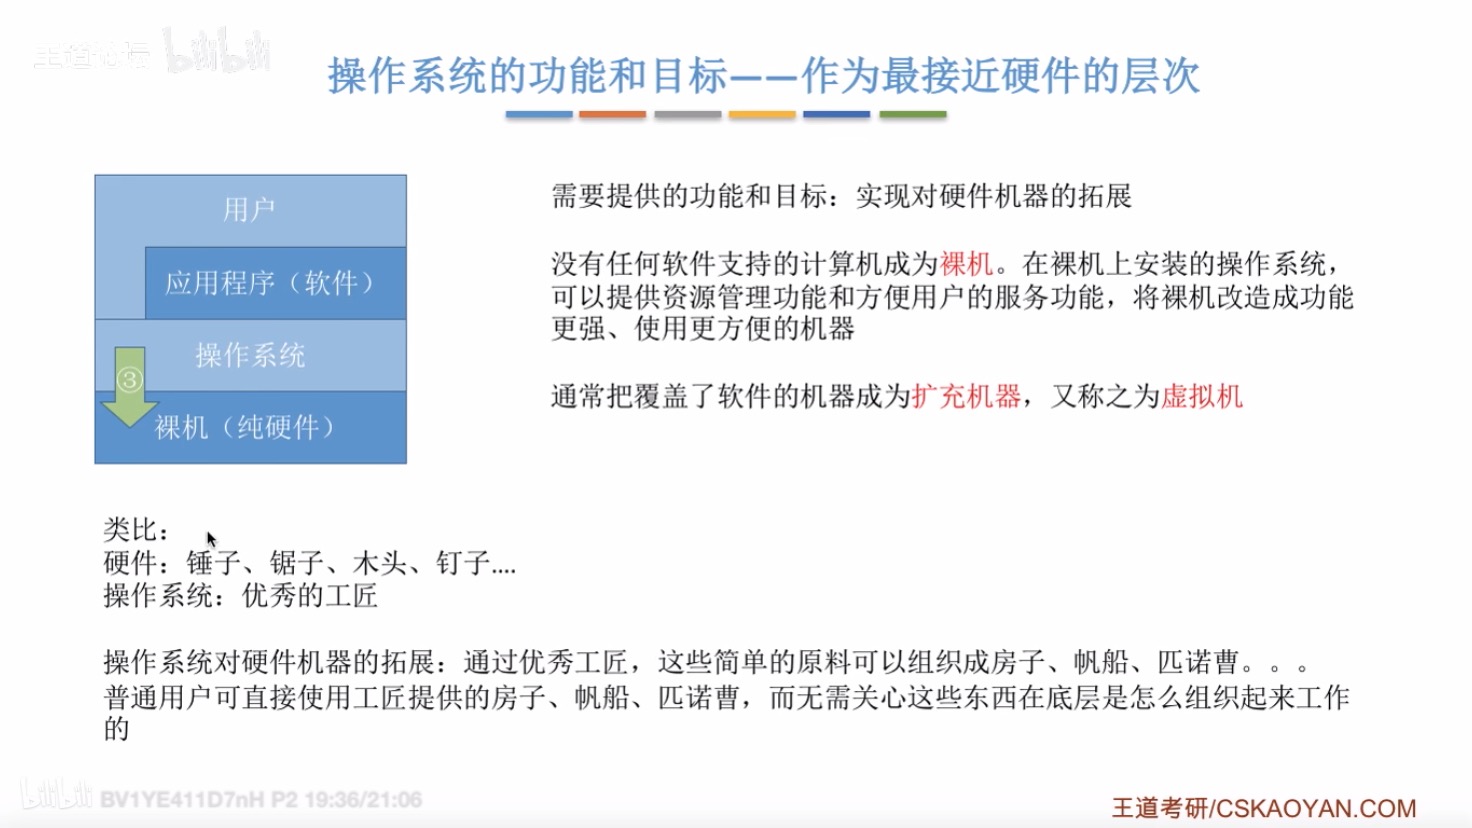 王道论坛 bilibili
操作系统的功能和目标——作为最接近硬件的层次
用户
应用程序（软件）
操作系统
③
裸机（纯硬件）
需要提供的功能和目标：实现对硬件机器的拓展
没有任何软件支持的计算机成为裸机。在裸机上安装的操作系统，
可以提供资源管理功能和方便用户的服务功能，将裸机改造成功能
更强、使用更方便的机器
通常把覆盖了软件的机器成为扩充机器，又称之为虚拟机
类比：
硬件：锤子、锯子、木头、钉子....
操作系统：优秀的工匠
操作系统对硬件机器的拓展：通过优秀工匠，这些简单的原料可以组织成房子、帆船、匹诺曹。。。
普通用户可直接使用工匠提供的房子、帆船、匹诺曹，而无需关心这些东西在底层是怎么组织起来工作
的
bilibili BV1YE411D7nH P2 19:36/21:06
王道考研/CSKAOYAN.COM